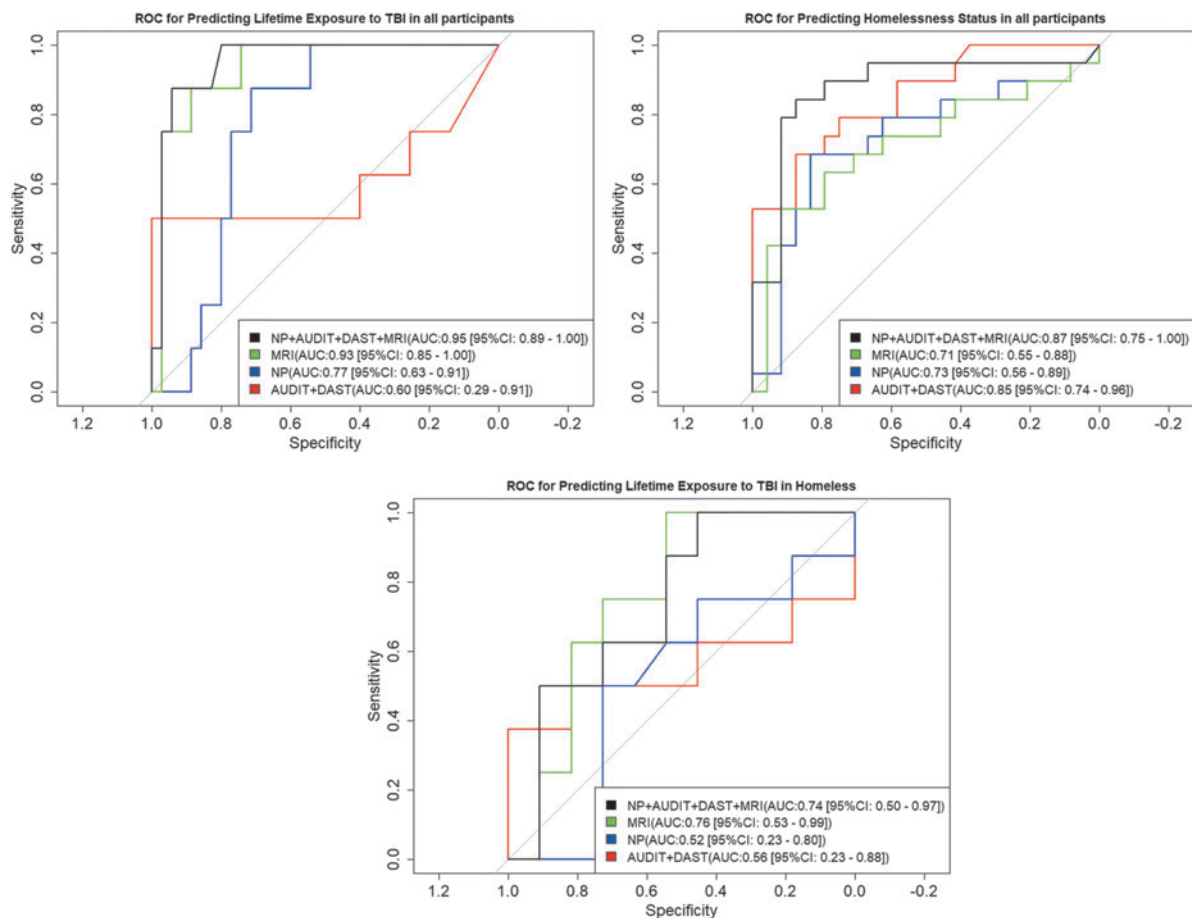 ROC for Predicting Lifetime Exposure to TBI in all participants
Sensitivity
0.0 0.2 0.4 0.6 0.8 1.0
NP+AUDIT+DAST+MRI(AUC:0.95 [95%CI: 0.89 - 1.00])
MRI(AUC:0.93 [95%CI: 0.85 - 1.00])
NP(AUC:0.77 [95%CI: 0.63 - 0.91])
AUDIT+DAST(AUC:0.60 [95%CI: 0.29 - 0.91])
1.2 1.0 0.8 0.6 0.4 0.2 0.0 -0.2
Specificity
ROC for Predicting Homelessness Status in all participants
Sensitivity
0.0 0.2 0.4 0.6 0.8 1.0
NP+AUDIT+DAST+MRI(AUC:0.87 [95%CI: 0.75 - 1.00])
MRI(AUC:0.71 [95%CI: 0.55 - 0.88])
NP(AUC:0.73 [95%CI: 0.56 - 0.89])
AUDIT+DAST(AUC:0.85 [95%CI: 0.74 - 0.96])
1.2 1.0 0.8 0.6 0.4 0.2 0.0 -0.2
Specificity
ROC for Predicting Lifetime Exposure to TBI in Homeless
Sensitivity
0.0 0.2 0.4 0.6 0.8 1.0
NP+AUDIT+DAST+MRI(AUC:0.74 [95%CI: 0.50 - 0.97])
MRI(AUC:0.76 [95%CI: 0.53 - 0.99])
NP(AUC:0.52 [95%CI: 0.23 - 0.80])
AUDIT+DAST(AUC:0.56 [95%CI: 0.23 - 0.88])
1.2 1.0 0.8 0.6 0.4 0.2 0.0 -0.2
Specificity